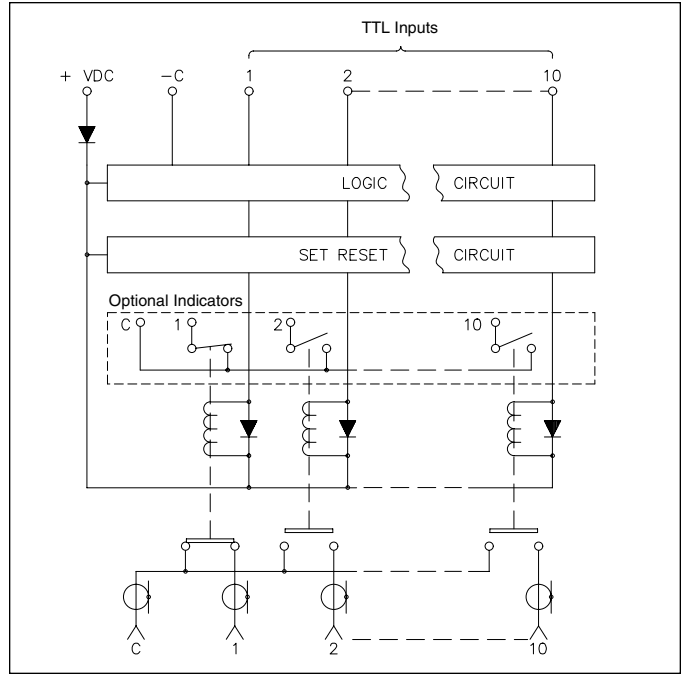 TTL Inputs
+ VDC −C 1 2 10
LOGIC CIRCUIT
SET RESET CIRCUIT
Optional Indicators
C 1 2 10
C 1 2 10